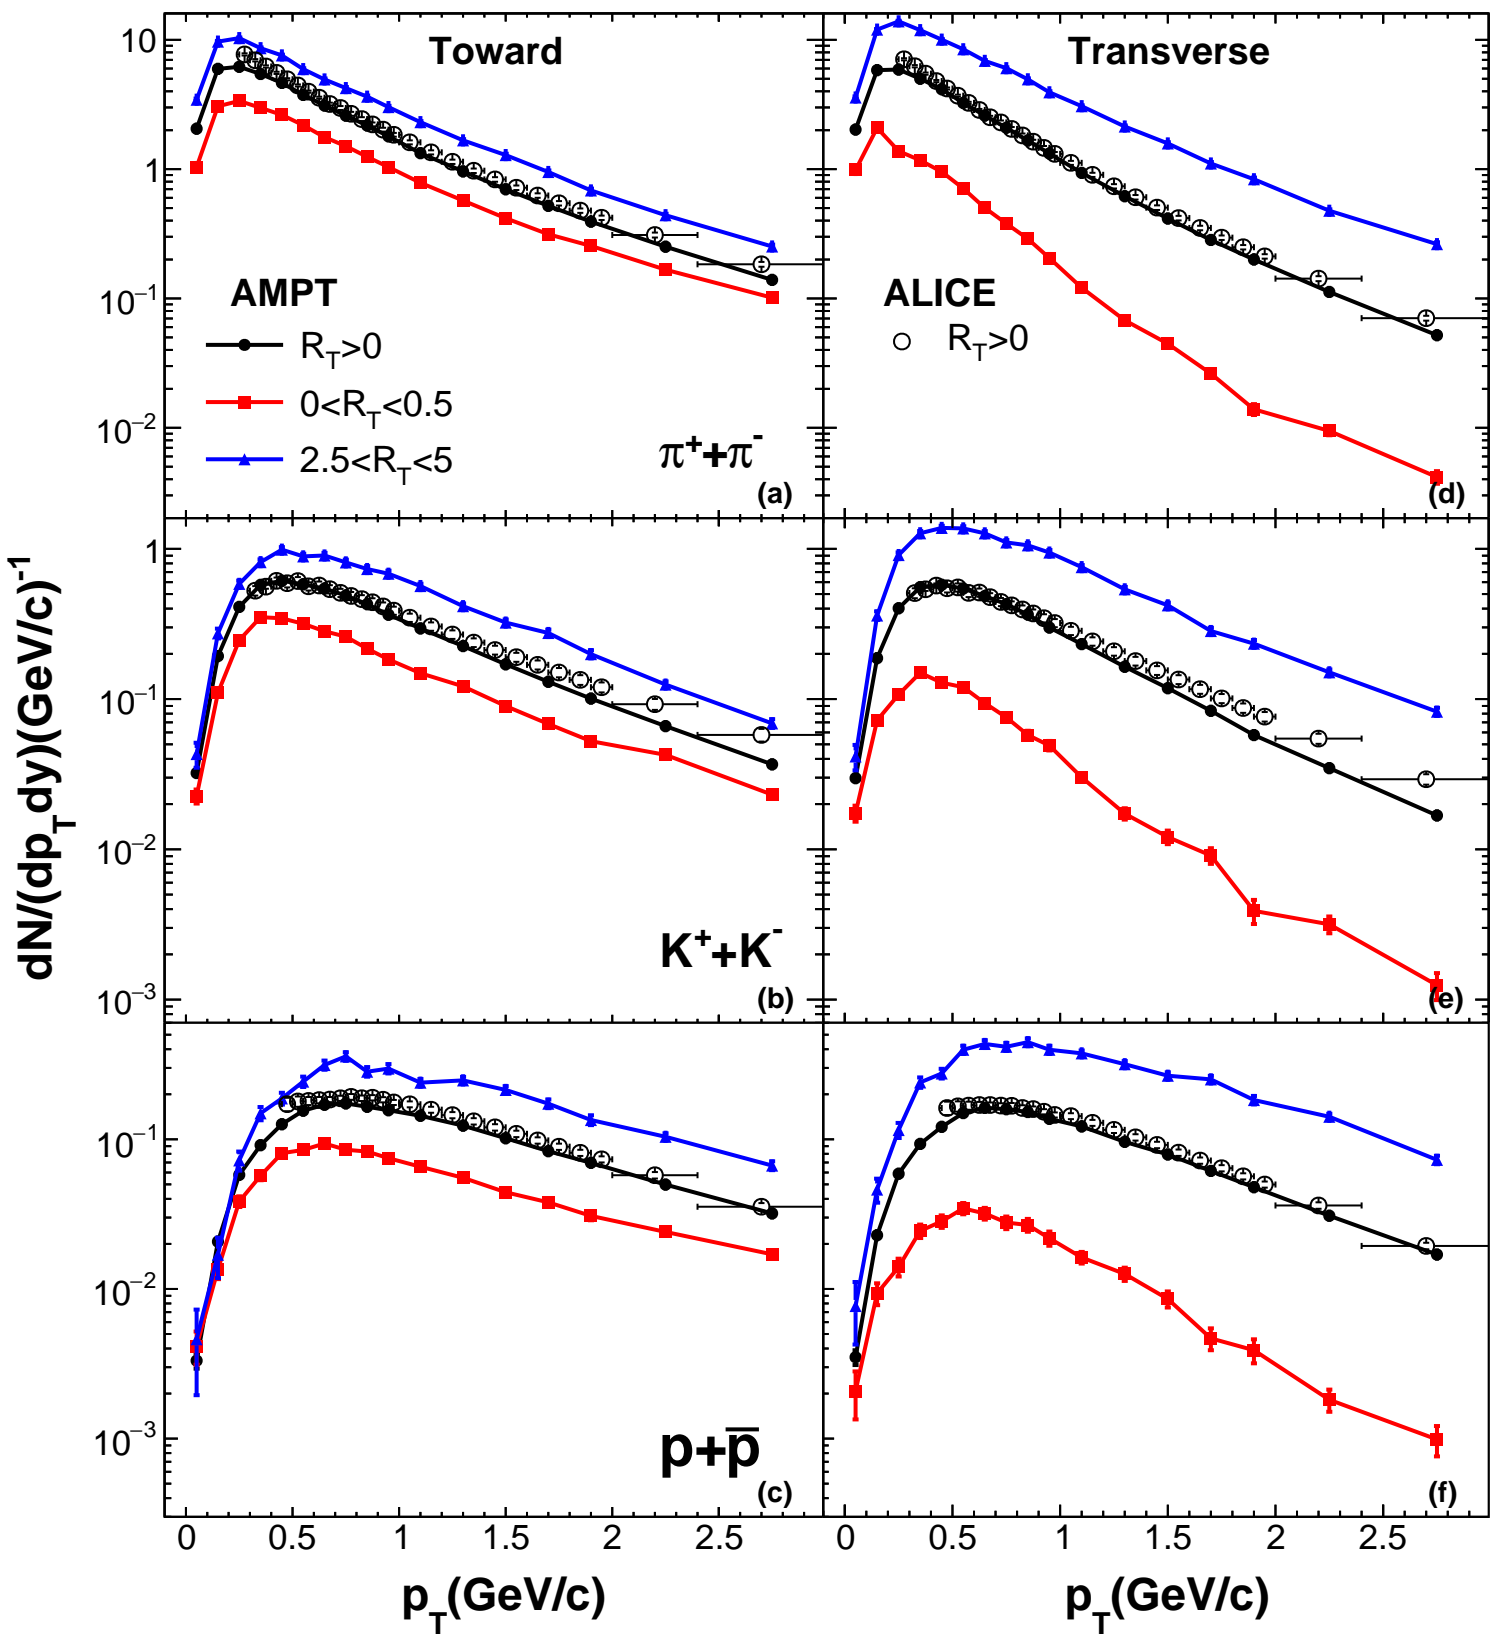 Toward
Transverse
10
1
10⁻¹
10⁻²
AMPT
R_T>0
0<R_T<0.5
2.5<R_T<5
ALICE
R_T>0
π⁺+π⁻
(a)
(d)
1
10⁻¹
10⁻²
10⁻³
K⁺+K⁻
(b)
(e)
10⁻¹
10⁻²
10⁻³
p+p̅
(c)
(f)
dN/(dp_T dy)(GeV/c)⁻¹
0 0.5 1 1.5 2 2.5
0 0.5 1 1.5 2 2.5
p_T(GeV/c)
p_T(GeV/c)